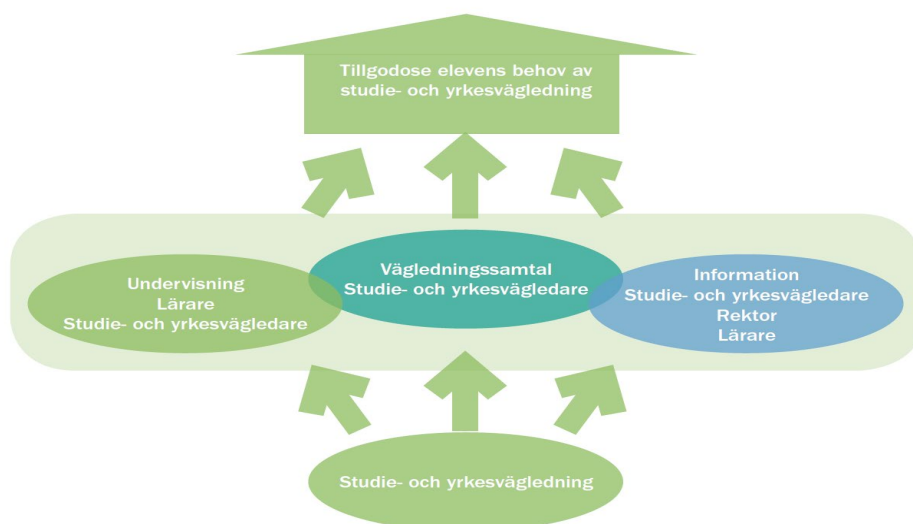 Tillgodose elevens behov av
studie- och yrkesvägledning
Undervisning
Lärare
Studie- och yrkesvägledare
Vägledningssamtal
Studie- och yrkesvägledare
Information
Studie- och yrkesvägledare
Rektor
Lärare
Studie- och yrkesvägledning